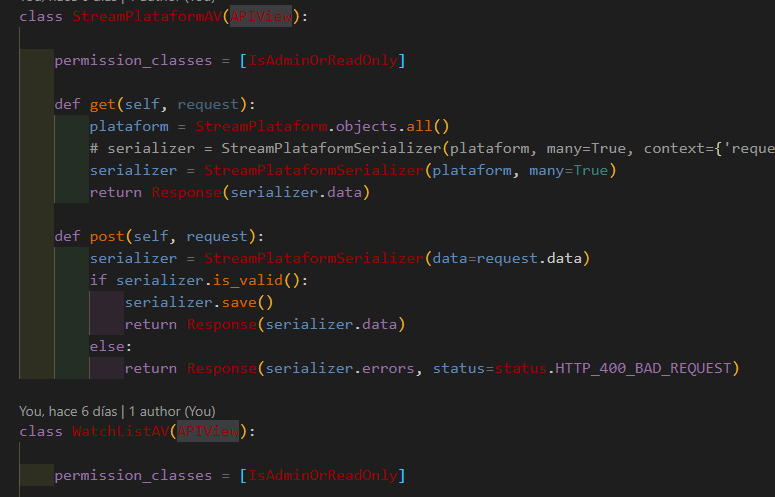 You, hace 6 días | 1 author (You)
class StreamPlataformAV(APIView):
permission_classes = [IsAdminOrReadOnly]
def get(self, request):
plataform = StreamPlataform.objects.all()
# serializer = StreamPlataformSerializer(plataform, many=True, context={'reque
serializer = StreamPlataformSerializer(plataform, many=True)
return Response(serializer.data)
def post(self, request):
serializer = StreamPlataformSerializer(data=request.data)
if serializer.is_valid():
serializer.save()
return Response(serializer.data)
else:
return Response(serializer.errors, status=status.HTTP_400_BAD_REQUEST)
You, hace 6 días | 1 author (You)
class WatchListAV(APIView):
permission_classes = [IsAdminOrReadOnly]